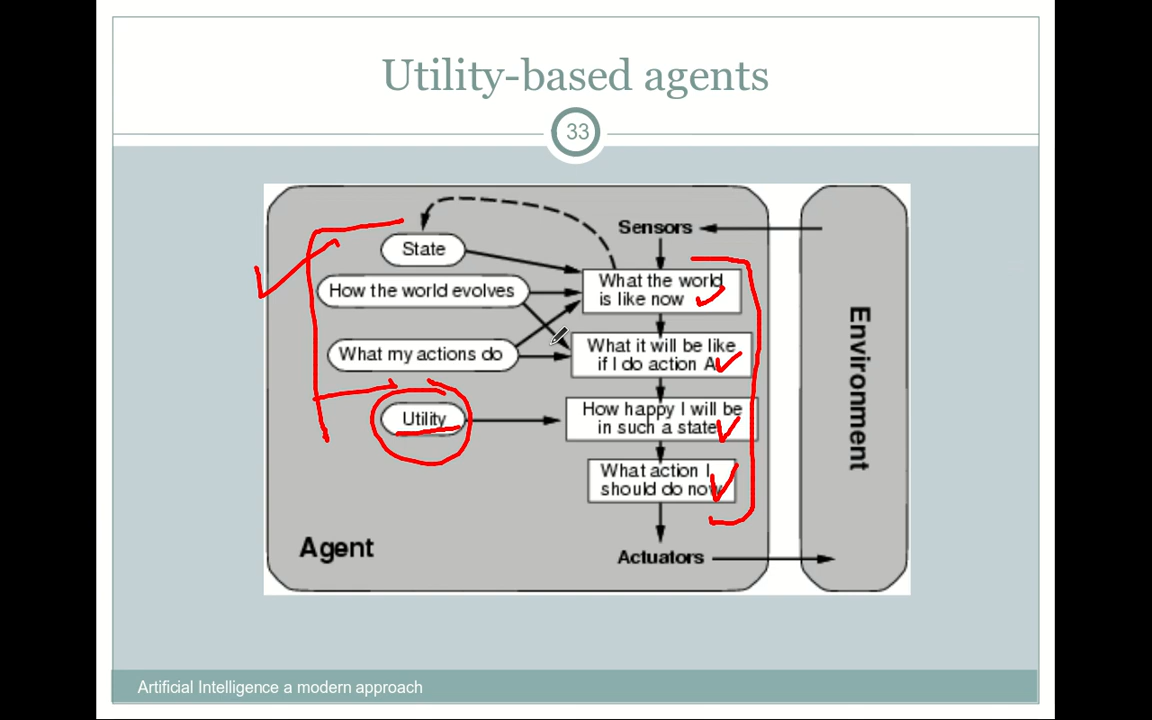 Utility-based agents
33
Sensors
State
What the world
is like now
How the world evolves
What it will be like
if I do action A
What my actions do
How happy I will be
in such a state
Utility
What action I
should do now
Agent
Actuators
Environment
Artificial Intelligence a modern approach